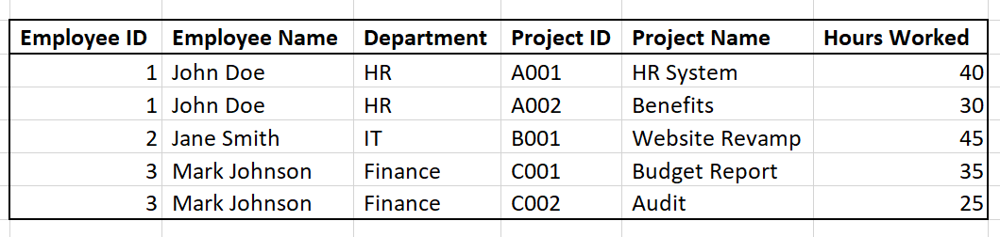 Employee ID Employee Name Department Project ID Project Name Hours Worked
1 John Doe HR A001 HR System 40
1 John Doe HR A002 Benefits 30
2 Jane Smith IT B001 Website Revamp 45
3 Mark Johnson Finance C001 Budget Report 35
3 Mark Johnson Finance C002 Audit 25